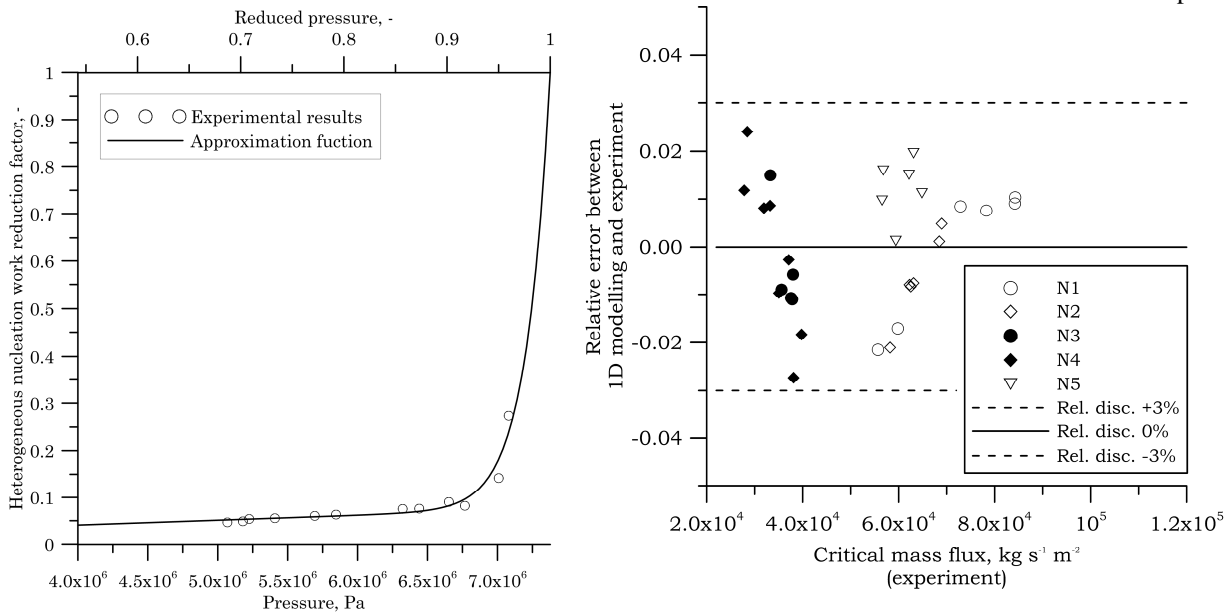 Reduced pressure, -
0.6 0.7 0.8 0.9 1
Heterogeneous nucleation work reduction factor, -
1
0.9
0.8
0.7
0.6
0.5
0.4
0.3
0.2
0.1
0
Experimental results
Approximation fuction
4.0x10⁶ 4.5x10⁶ 5.0x10⁶ 5.5x10⁶ 6.0x10⁶ 6.5x10⁶ 7.0x10⁶
Pressure, Pa
Relative error between
1D modelling and experiment
0.04
0.02
0.00
-0.02
-0.04
N1
N2
N3
N4
N5
Rel. disc. +3%
Rel. disc. 0%
Rel. disc. -3%
2.0x10⁴ 4.0x10⁴ 6.0x10⁴ 8.0x10⁴ 10⁵ 1.2x10⁵
Critical mass flux, kg s⁻¹ m⁻²
(experiment)